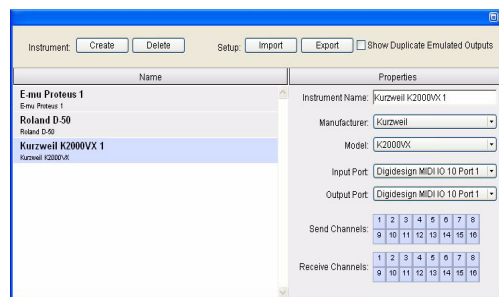 Instrument: Create Delete Setup: Import Export Show Duplicate Emulated Outputs
Name
E-mu Proteus 1
E-mu Proteus 1
Roland D-50
Roland D-50
Kurzweil K2000VX 1
Kurzweil K2000VX
Properties
Instrument Name: Kurzweil K2000VX 1
Manufacturer: Kurzweil
Model: K2000VX
Input Port: Digidesign MIDI IO 10 Port 1
Output Port: Digidesign MIDI IO 10 Port 1
Send Channels: 1 2 3 4 5 6 7 8
9 10 11 12 13 14 15 16
Receive Channels: 1 2 3 4 5 6 7 8
9 10 11 12 13 14 15 16